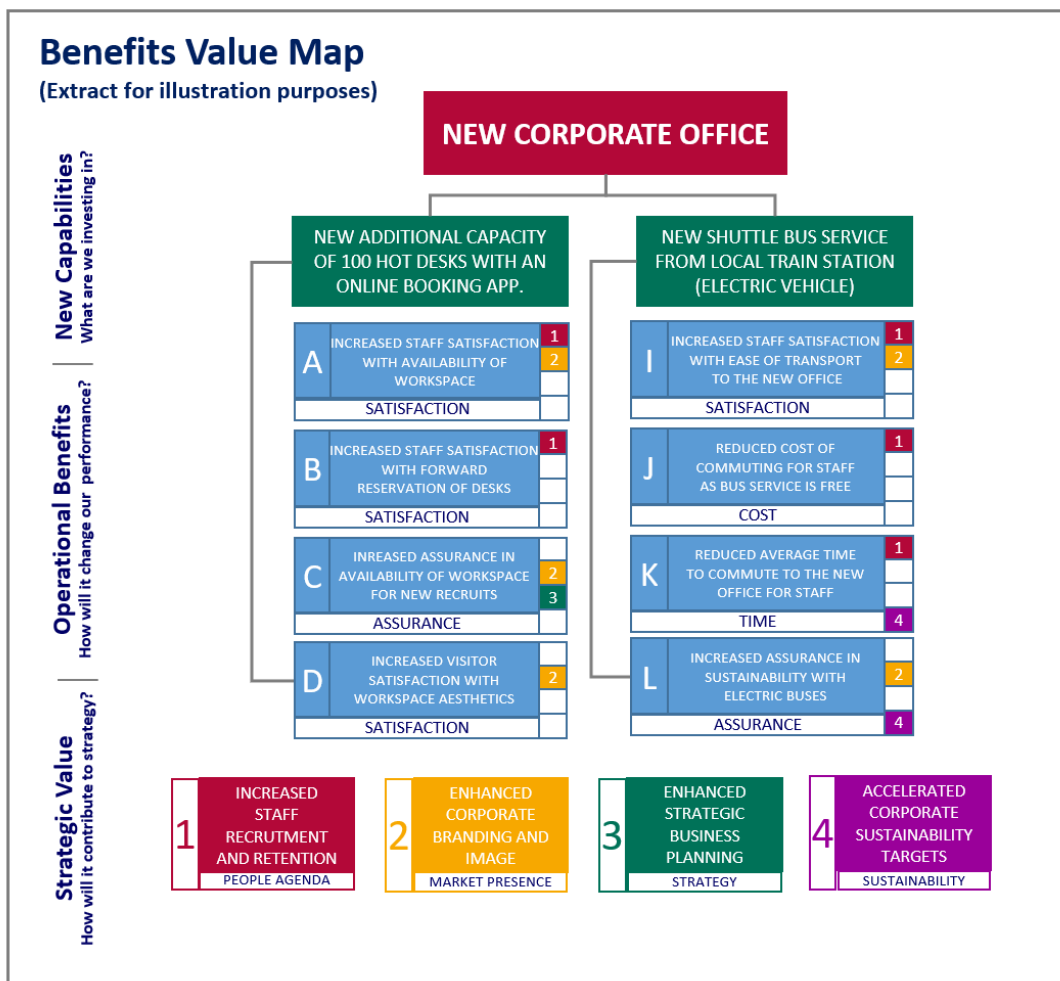 Benefits Value Map
(Extract for illustration purposes)
NEW CORPORATE OFFICE
New Capabilities
What are we investing in?
NEW ADDITIONAL CAPACITY
OF 100 HOT DESKS WITH AN
ONLINE BOOKING APP.
NEW SHUTTLE BUS SERVICE
FROM LOCAL TRAIN STATION
(ELECTRIC VEHICLE)
Operational Benefits
How will it change our performance?
A
INCREASED STAFF SATISFACTION
WITH AVAILABILITY OF
WORKSPACE
1
2
SATISFACTION
B
INCREASED STAFF SATISFACTION
WITH FORWARD
RESERVATION OF DESKS
1
SATISFACTION
C
INREASED ASSURANCE IN
AVAILABILITY OF WORKSPACE
FOR NEW RECRUITS
2
3
ASSURANCE
D
INCREASED VISITOR
SATISFACTION WITH
WORKSPACE AESTHETICS
2
SATISFACTION
I
INCREASED STAFF SATISFACTION
WITH EASE OF TRANSPORT
TO THE NEW OFFICE
1
2
SATISFACTION
J
REDUCED COST OF
COMMUTING FOR STAFF
AS BUS SERVICE IS FREE
1
COST
K
REDUCED AVERAGE TIME
TO COMMUTE TO THE NEW
OFFICE FOR STAFF
1
TIME
4
L
INCREASED ASSURANCE IN
SUSTAINABILITY WITH
ELECTRIC BUSES
2
ASSURANCE
4
Strategic Value
How will it contribute to strategy?
1
INCREASED
STAFF
RECRUTMENT
AND RETENTION
PEOPLE AGENDA
2
ENHANCED
CORPORATE
BRANDING AND
IMAGE
MARKET PRESENCE
3
ENHANCED
STRATEGIC
BUSINESS
PLANNING
STRATEGY
4
ACCELERATED
CORPORATE
SUSTAINABILITY
TARGETS
SUSTAINABILITY